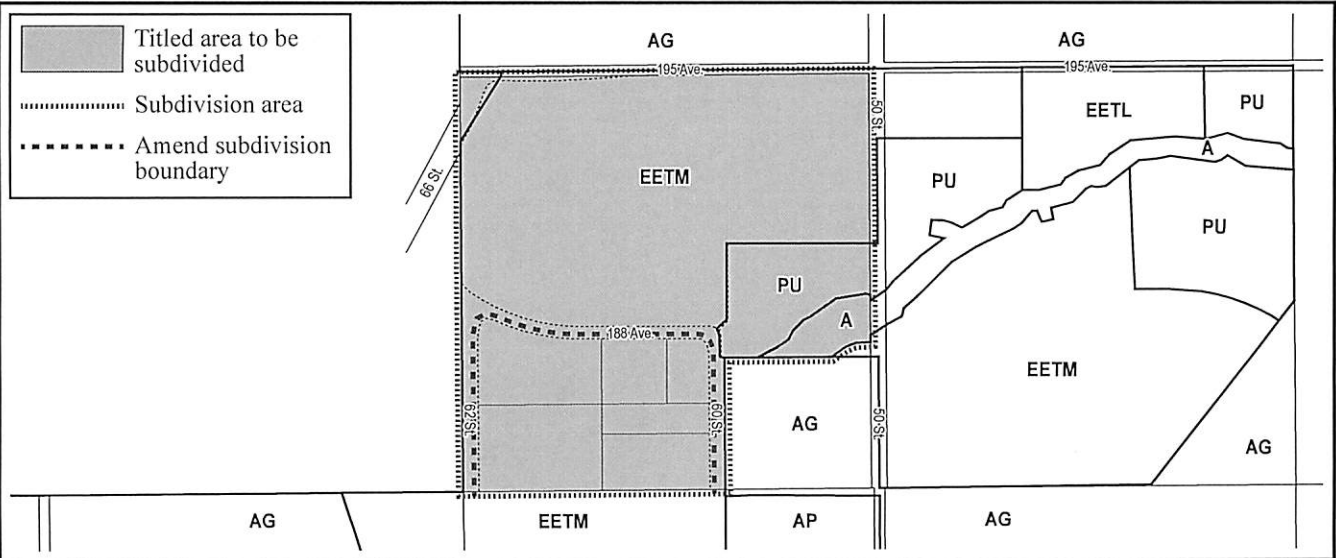 Titled area to be
subdivided
Subdivision area
Amend subdivision
boundary
AG
AG
195 Ave.
195 Ave.
66 St.
50 St.
EETL
PU
A
EETM
PU
PU
PU
A
188 Ave
EETM
62 St.
60 St.
AG
50 St.
AG
AG
EETM
AP
AG